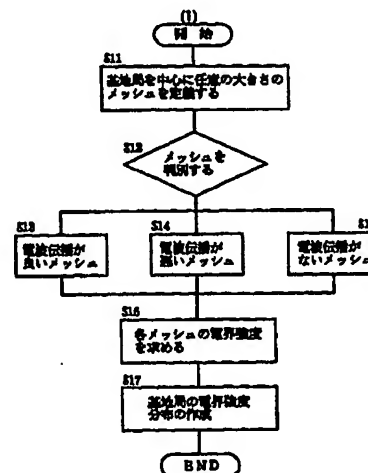 (1)
開 始
S11
基地局を中心に任意の大きさの
メッシュを定義する
S12
メッシュを
判別する
S13
電波伝播が
良いメッシュ
S14
電波伝播が
悪いメッシュ
電波伝播が
ないメッシュ
S16
各メッシュの電界強度
を求める
S17
基地局の電界強度
分布の作成
END